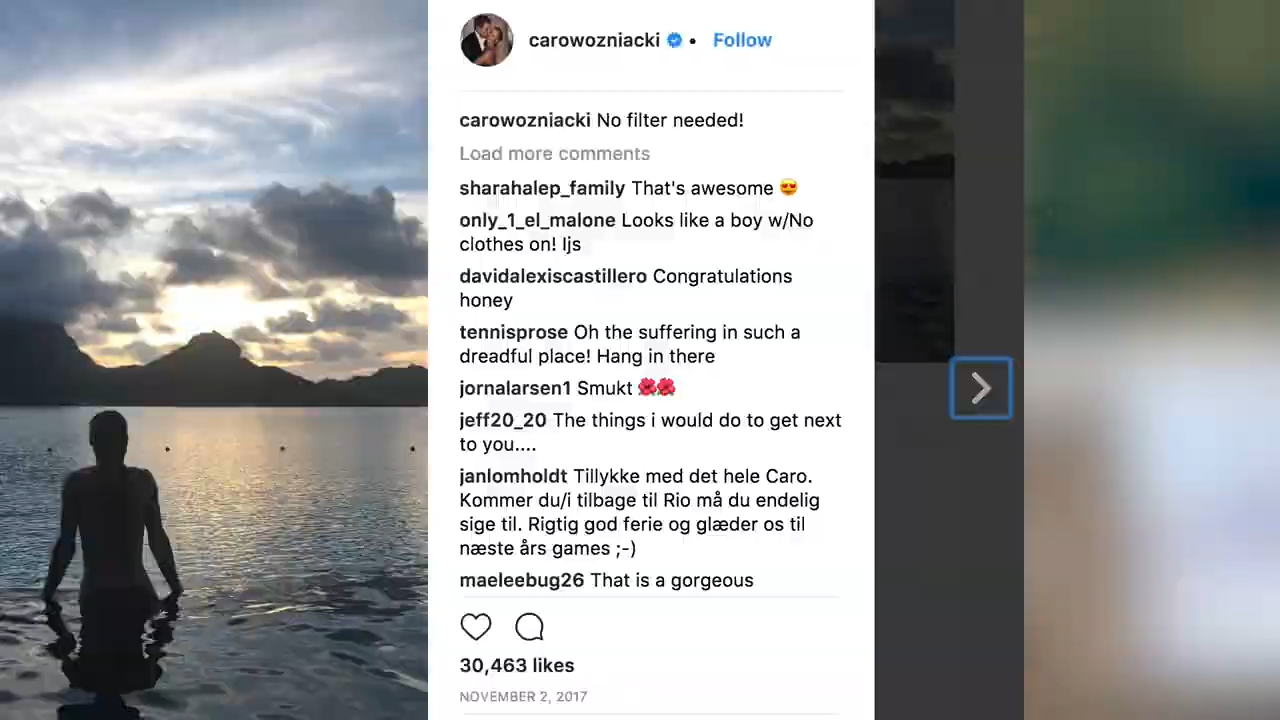 carowozniacki • Follow
carowozniacki No filter needed!
Load more comments
sharahalep_family That's awesome 😍
only_1_el_malone Looks like a boy w/No
clothes on! Ijs
davidalexiscastillero Congratulations
honey
tennisprose Oh the suffering in such a
dreadful place! Hang in there
jornalarsen1 Smukt 🌺🌺
jeff20_20 The things i would do to get next
to you....
janlomholdt Tillykke med det hele Caro.
Kommer du/i tilbage til Rio må du endelig
sige til. Rigtig god ferie og glæder os til
næste års games ;-)
maeleebug26 That is a gorgeous
30,463 likes
NOVEMBER 2, 2017